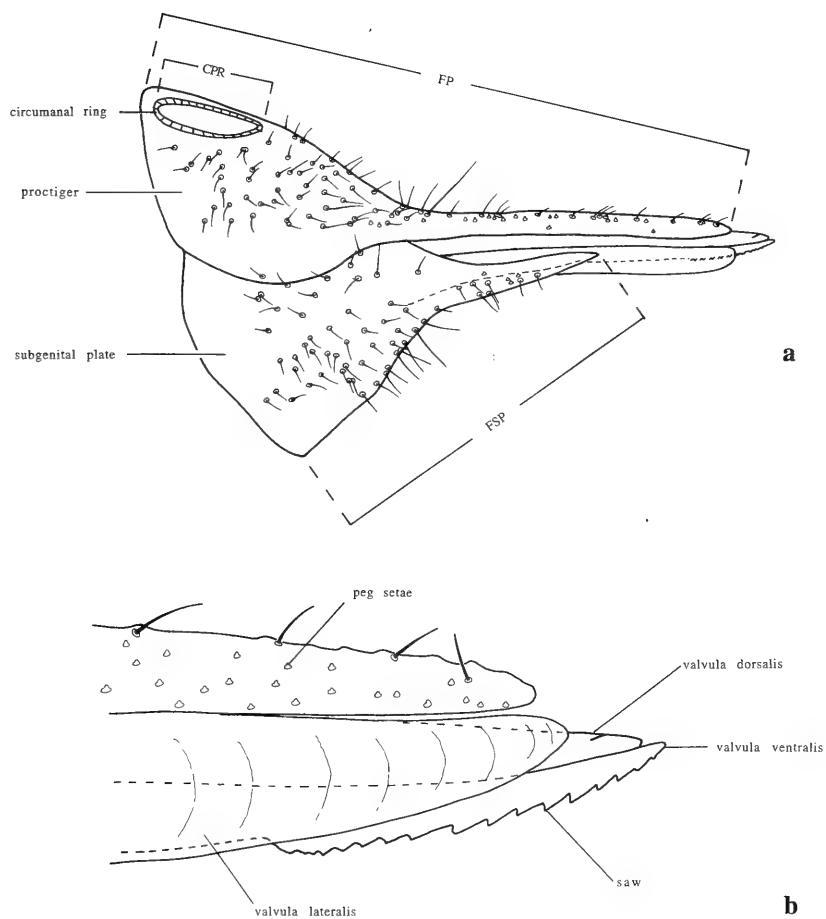 FP
CPR
circumanal ring
proctiger
subgenital plate
a
FSP
peg setae
valvula dorsalis
valvula ventralis
saw
valvula lateralis
b